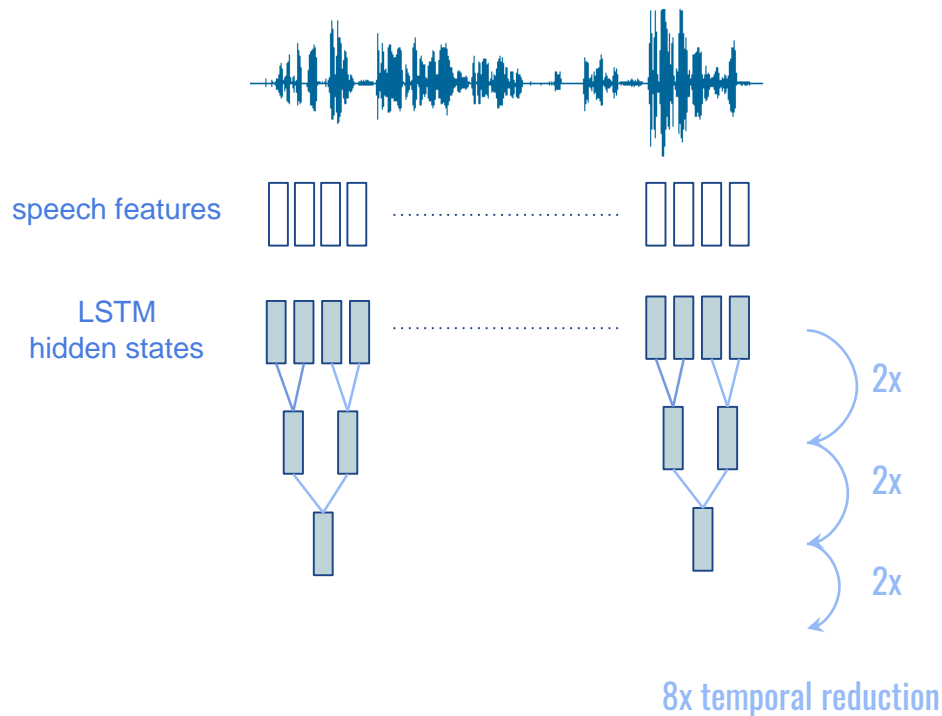 speech features
LSTM
hidden states
2x
2x
2x
8x temporal reduction